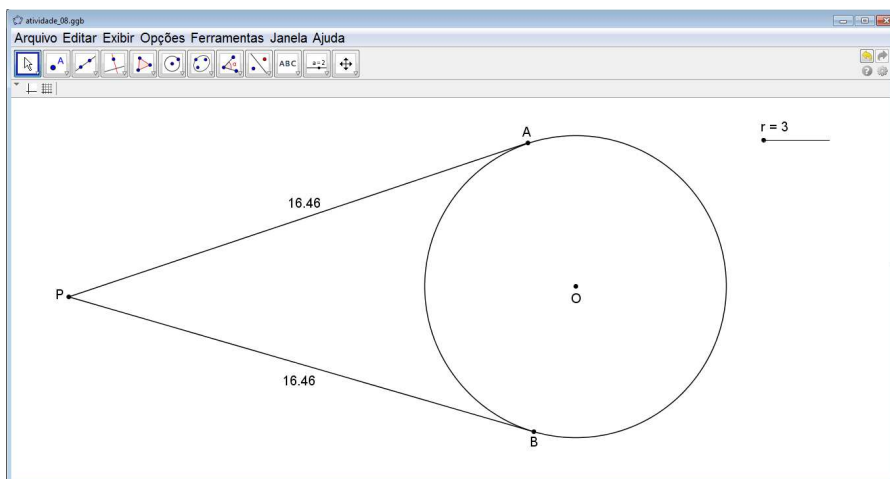 atividade_08.ggb
Arquivo Editar Exibir Opções Ferramentas Janela Ajuda
A
α
ABC
a=2
r = 3
A
16.46
P
O
16.46
B